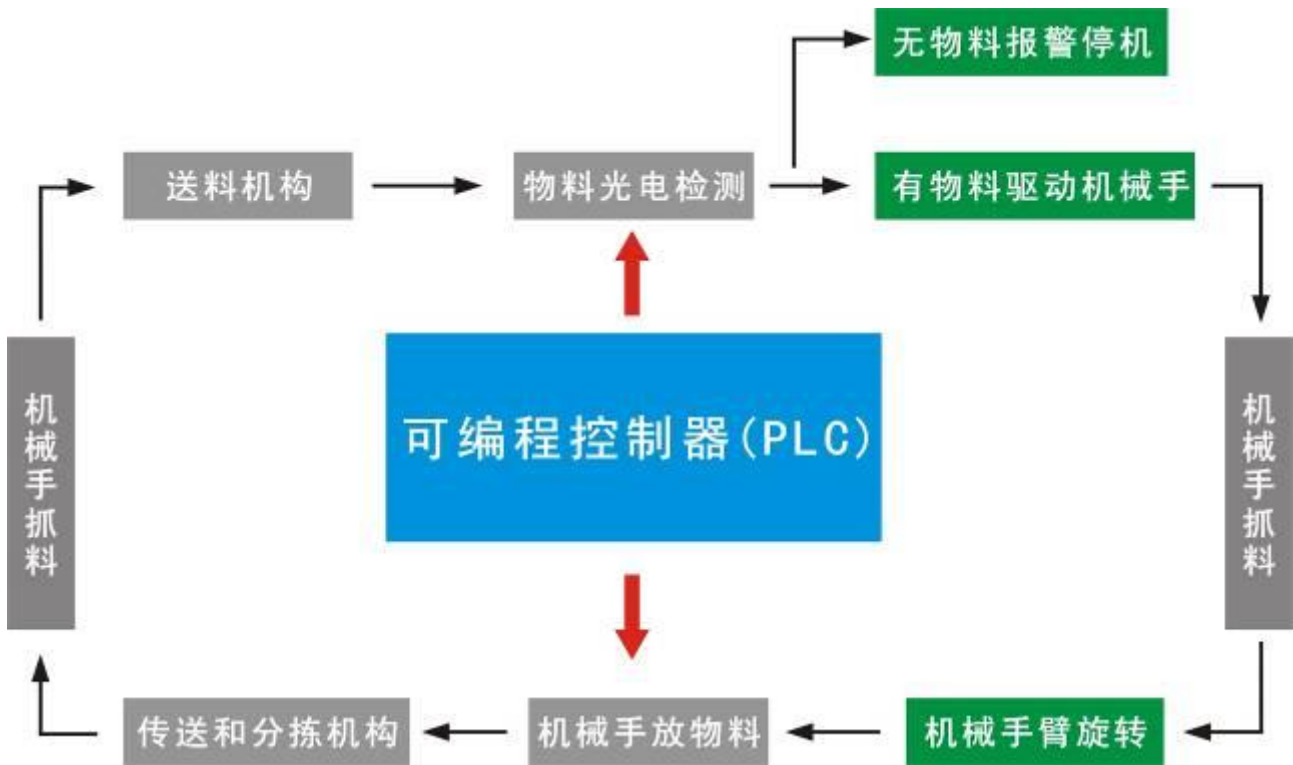 无物料报警停机
送料机构
物料光电检测
有物料驱动机械手
机械手抓料
可编程控制器(PLC)
机械手抓料
传送和分拣机构
机械手放物料
机械手臂旋转